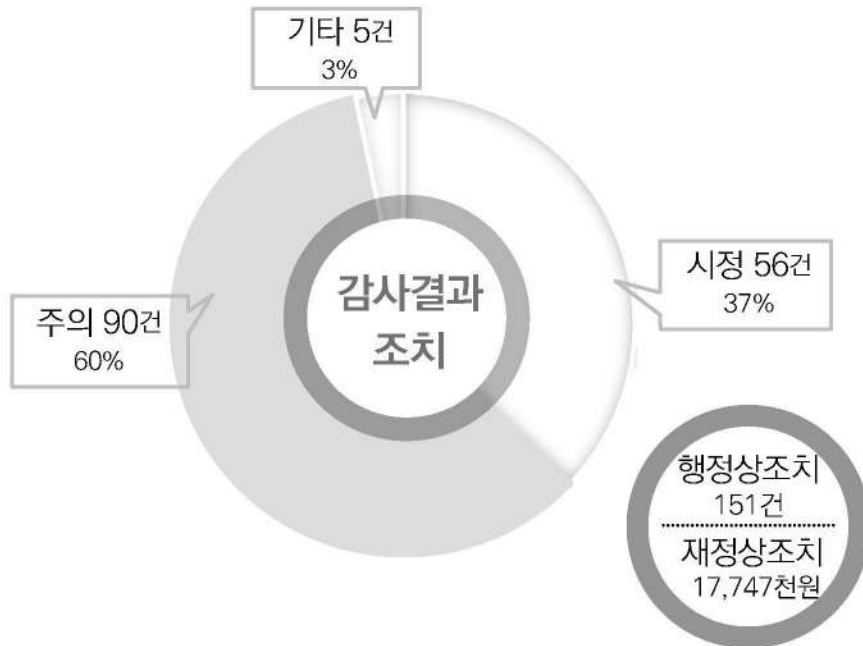 기타 5건
3%
시정 56건
37%
주의 90건
60%
감사결과
조치
행정상조치
151건
재정상조치
17,747천원